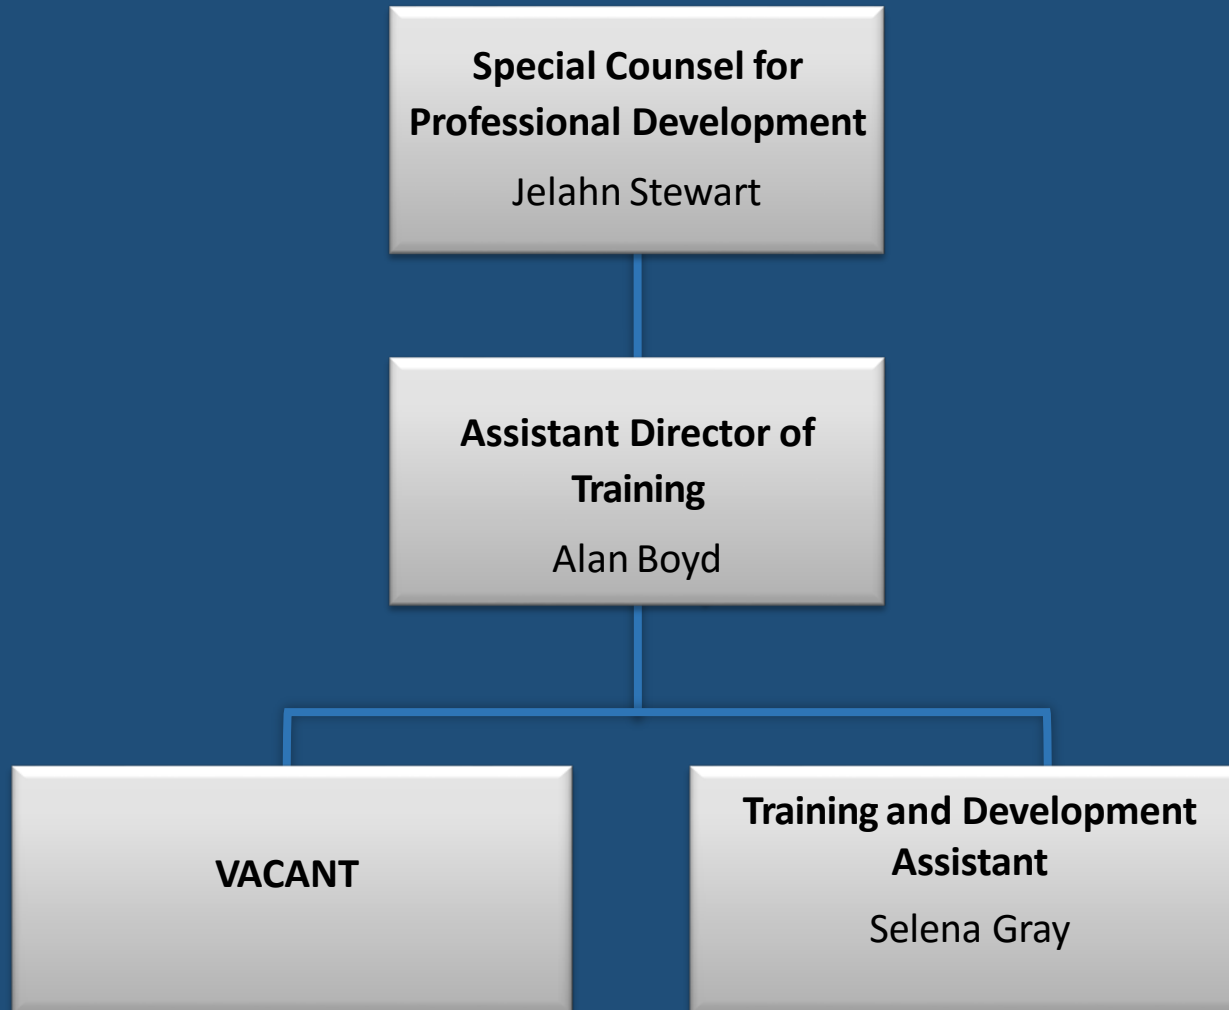 Special Counsel for
Professional Development
Jelahn Stewart
Assistant Director of
Training
Alan Boyd
VACANT
Training and Development
Assistant
Selena Gray